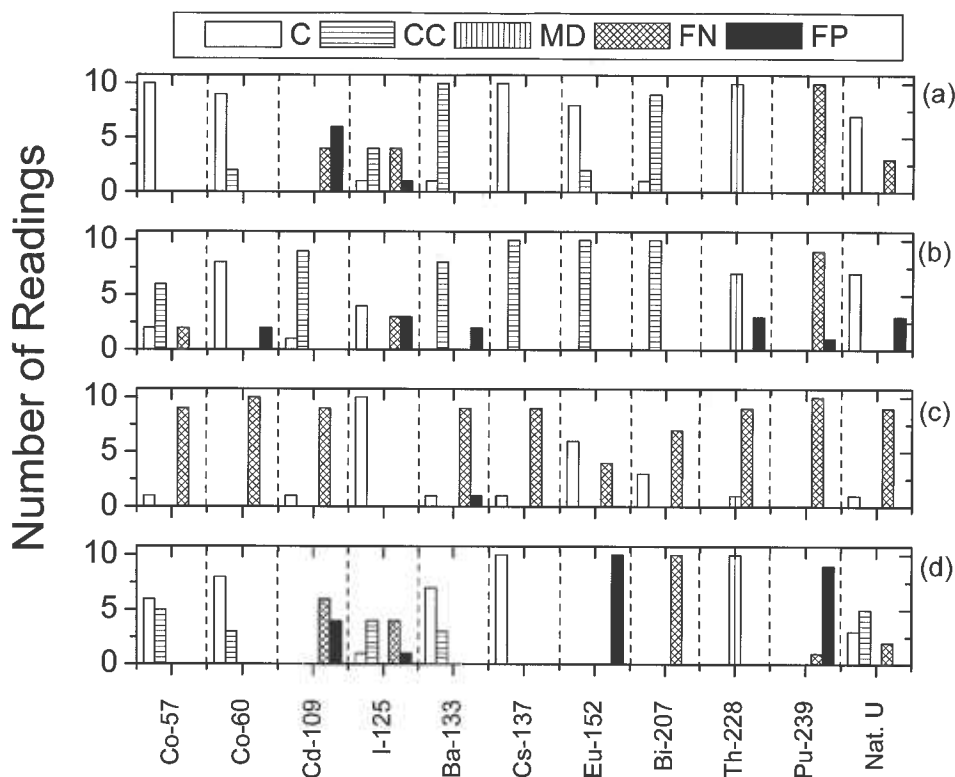 C CC MD FN FP
Number of Readings
10 5 0 (a)
10 5 0 (b)
10 5 0 (c)
10 5 0 (d)
Co-57 Co-60 Cd-109 I-125 Ba-133 Cs-137 Eu-152 Bi-207 Th-228 Pu-239 Nat. U